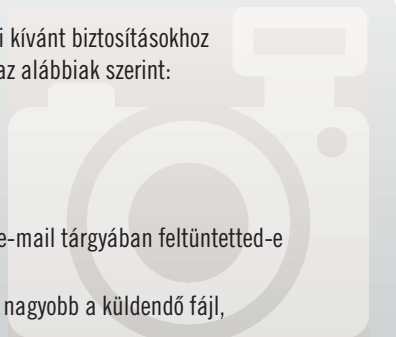 i kívánt biztosításokhoz
az alábbiak szerint:
e-mail tárgyában feltüntetted-e
nagyobb a küldendő fájl,